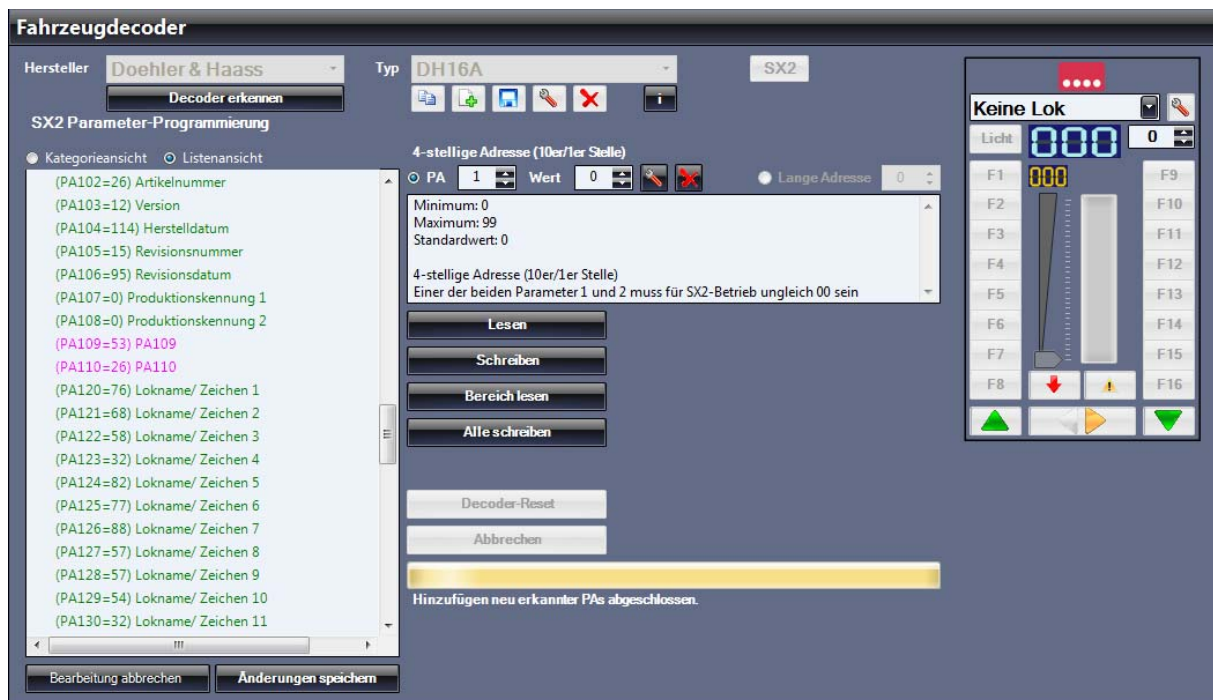 Fahrzeugdecoder
Hersteller Doehler & Haass Typ DH16A SX2
Decoder erkennen i
SX2 Parameter-Programmierung
Kategorieansicht Listenansicht
(PA102=26) Artikelnummer
(PA103=12) Version
(PA104=114) Herstelldatum
(PA105=15) Revisionsnummer
(PA106=95) Revisionsdatum
(PA107=0) Produktionskennung 1
(PA108=0) Produktionskennung 2
(PA109=53) PA109
(PA110=26) PA110
(PA120=76) Lokname/ Zeichen 1
(PA121=68) Lokname/ Zeichen 2
(PA122=58) Lokname/ Zeichen 3
(PA123=32) Lokname/ Zeichen 4
(PA124=82) Lokname/ Zeichen 5
(PA125=77) Lokname/ Zeichen 6
(PA126=88) Lokname/ Zeichen 7
(PA127=57) Lokname/ Zeichen 8
(PA128=57) Lokname/ Zeichen 9
(PA129=54) Lokname/ Zeichen 10
(PA130=32) Lokname/ Zeichen 11
Bearbeitung abbrechen Änderungen speichern
4-stellige Adresse (10er/1er Stelle)
PA 1 Wert 0 Lange Adresse 0
Minimum: 0
Maximum: 99
Standardwert: 0
4-stellige Adresse (10er/1er Stelle)
Einer der beiden Parameter 1 und 2 muss für SX2-Betrieb ungleich 00 sein
Lesen
Schreiben
Bereich lesen
Alle schreiben
Decoder-Reset
Abbrechen
Hinzufügen neu erkannter PAs abgeschlossen.
Keine Lok
Licht 000 0
F1 000 F9
F2 F10
F3 F11
F4 F12
F5 F13
F6 F14
F7 F15
F8 F16